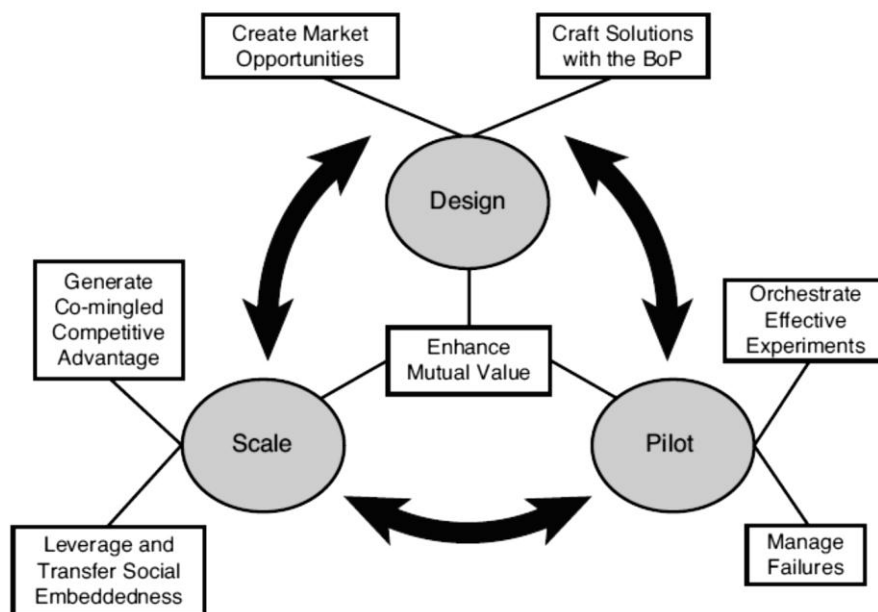 Create Market
Opportunities
Craft Solutions
with the BoP
Design
Generate
Co-mingled
Competitive
Advantage
Orchestrate
Effective
Experiments
Enhance
Mutual Value
Scale
Pilot
Leverage and
Transfer Social
Embeddedness
Manage
Failures